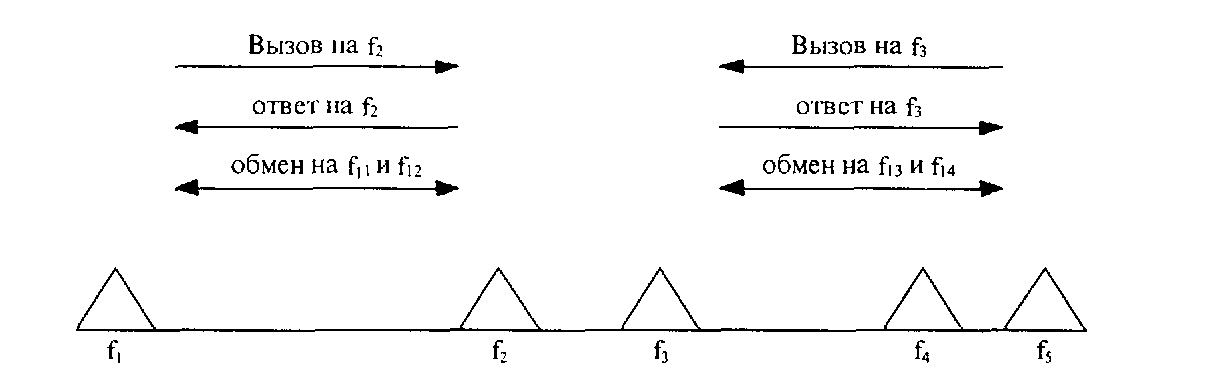 Вызов на f₂ Вызов на f₃
ответ на f₂ ответ на f₃
обмен на f₁₁ и f₁₂ обмен на f₁₃ и f₁₄
f₁ f₂ f₃ f₄ f₅